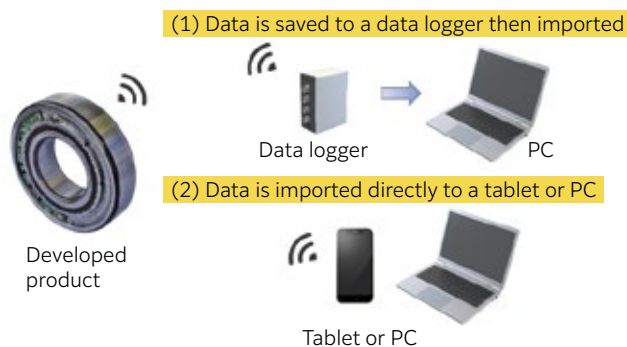 (1) Data is saved to a data logger then imported
Data logger
PC
(2) Data is imported directly to a tablet or PC
Developed
product
Tablet or PC